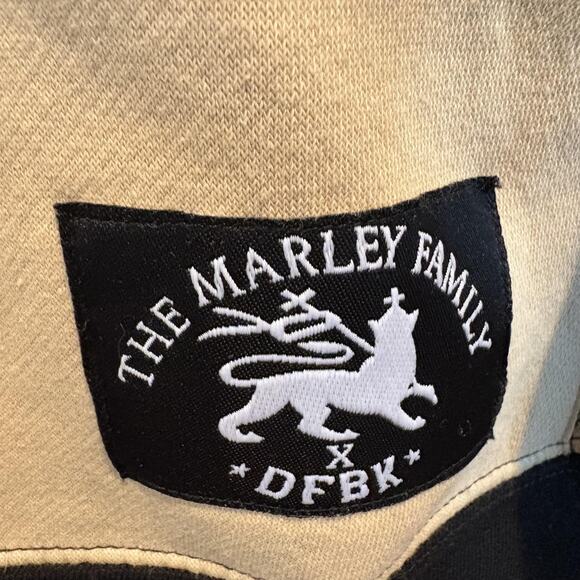 THE MARLEY FAMILY
X
* DFBK *